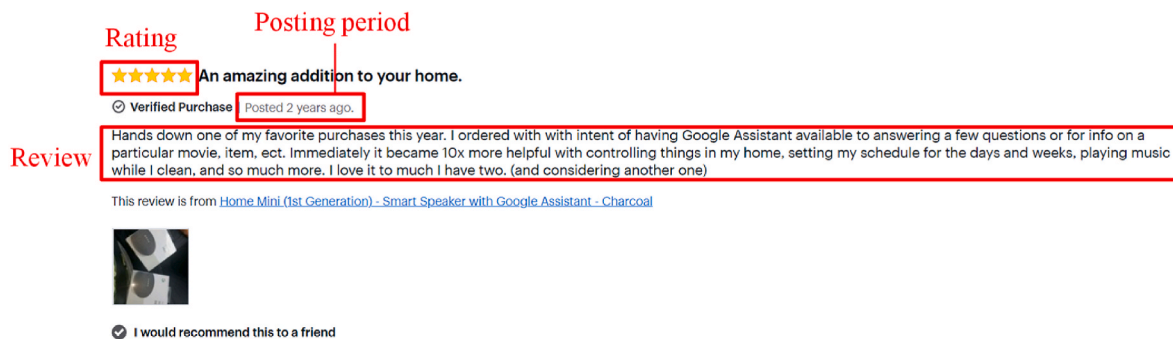 Posting period
Rating
An amazing addition to your home.
Verified Purchase
Posted 2 years ago.
Review
Hands down one of my favorite purchases this year. I ordered with with intent of having Google Assistant available to answering a few questions or for info on a
particular movie, item, ect. Immediately it became 10x more helpful with controlling things in my home, setting my schedule for the days and weeks, playing music
while I clean, and so much more. I love it to much I have two. (and considering another one)
This review is from Home Mini (1st Generation) - Smart Speaker with Google Assistant - Charcoal
I would recommend this to a friend